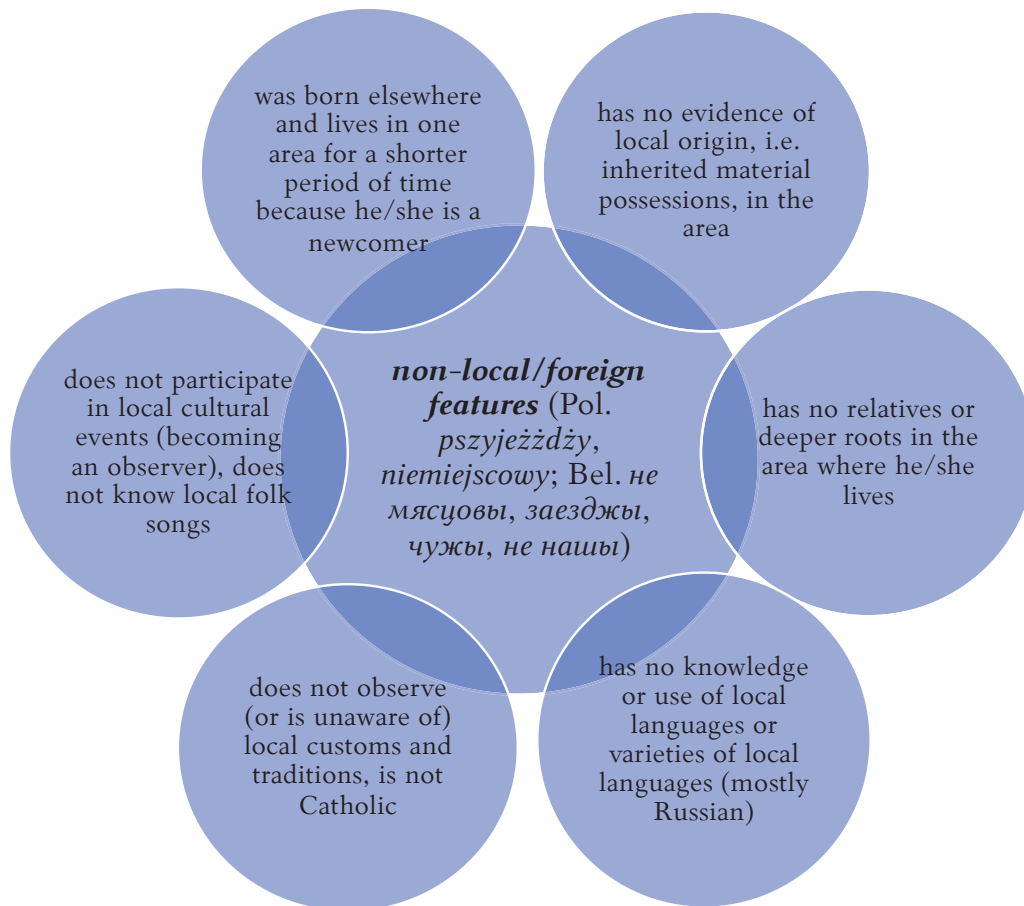 was born elsewhere
and lives in one
area for a shorter
period of time
because he/she is a
newcomer
has no evidence of
local origin, i.e.
inherited material
possessions, in the
area
does not participate
in local cultural
events (becoming
an observer), does
not know local folk
songs
non-local/foreign
features (Pol.
pszyjeżżdży,
niemiejscowy; Bel. не
мясцовы, заезджы,
чужы, не нашы)
has no relatives or
deeper roots in the
area where he/she
lives
does not observe
(or is unaware of)
local customs and
traditions, is not
Catholic
has no knowledge
or use of local
languages or
varieties of local
languages (mostly
Russian)